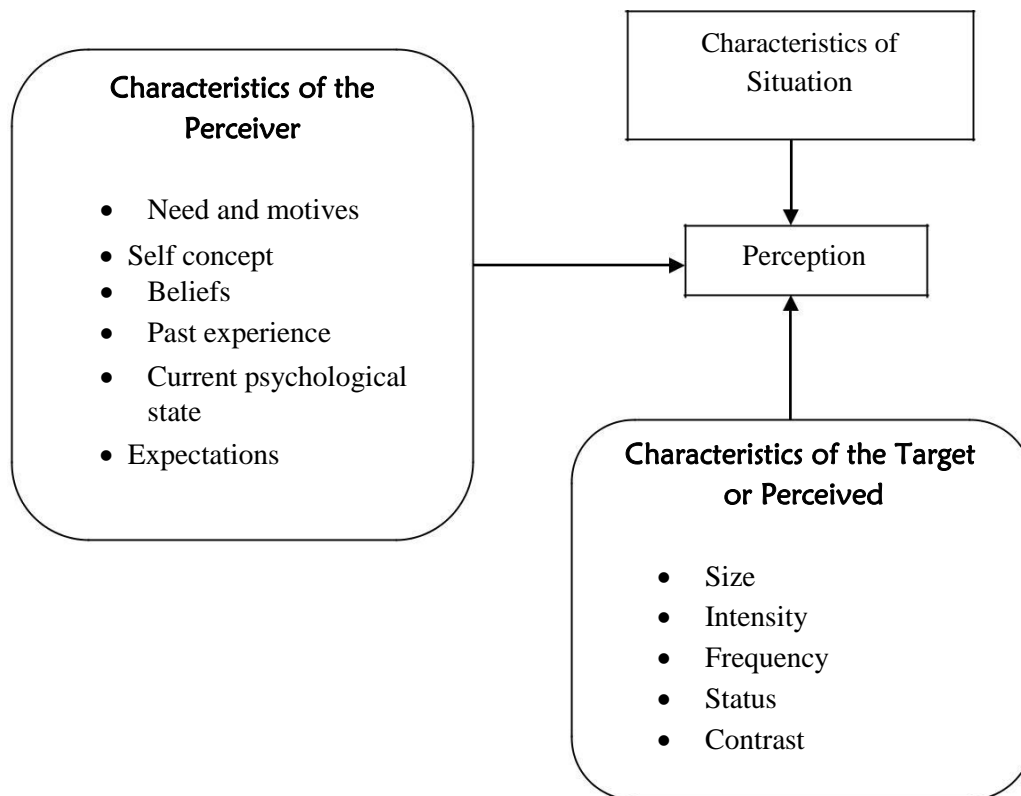 Characteristics of the
Perceiver
• Need and motives
• Self concept
• Beliefs
• Past experience
• Current psychological
state
• Expectations
Characteristics of
Situation
Perception
Characteristics of the Target
or Perceived
• Size
• Intensity
• Frequency
• Status
• Contrast